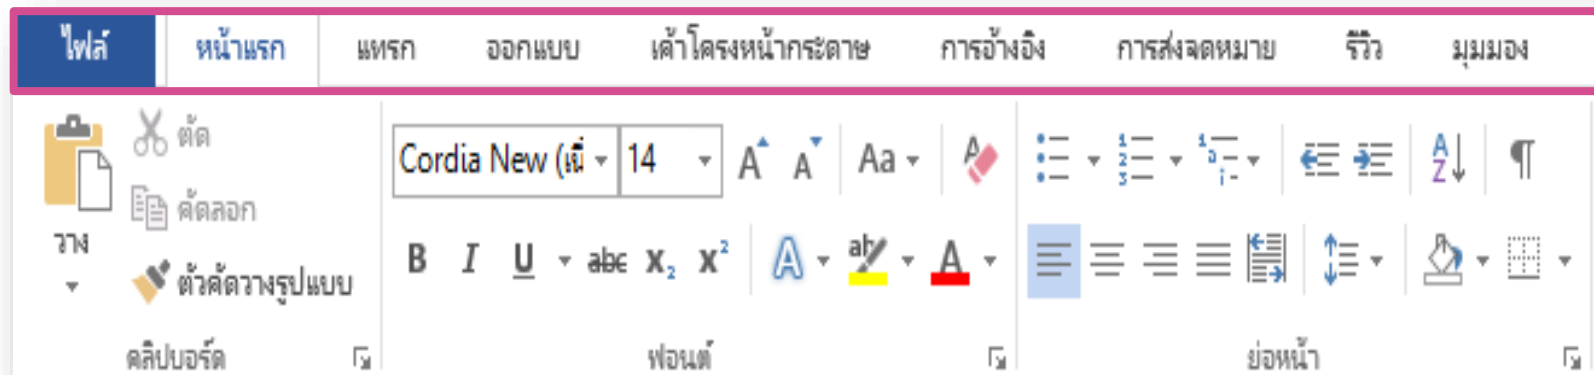 ไฟล์ หน้าแรก แทรก ออกแบบ เค้าโครงหน้ากระดาษ การอ้างอิง การส่งจดหมาย รีวิว มุมมอง
ตัด
คัดลอก
วาง
ตัวคัดวางรูปแบบ
คลิปบอร์ด
Cordia New (เนื้ 14 A A Aa
B I U abc X₂ X² A ab A
ฟอนต์
A
Z
¶
ย่อหน้า